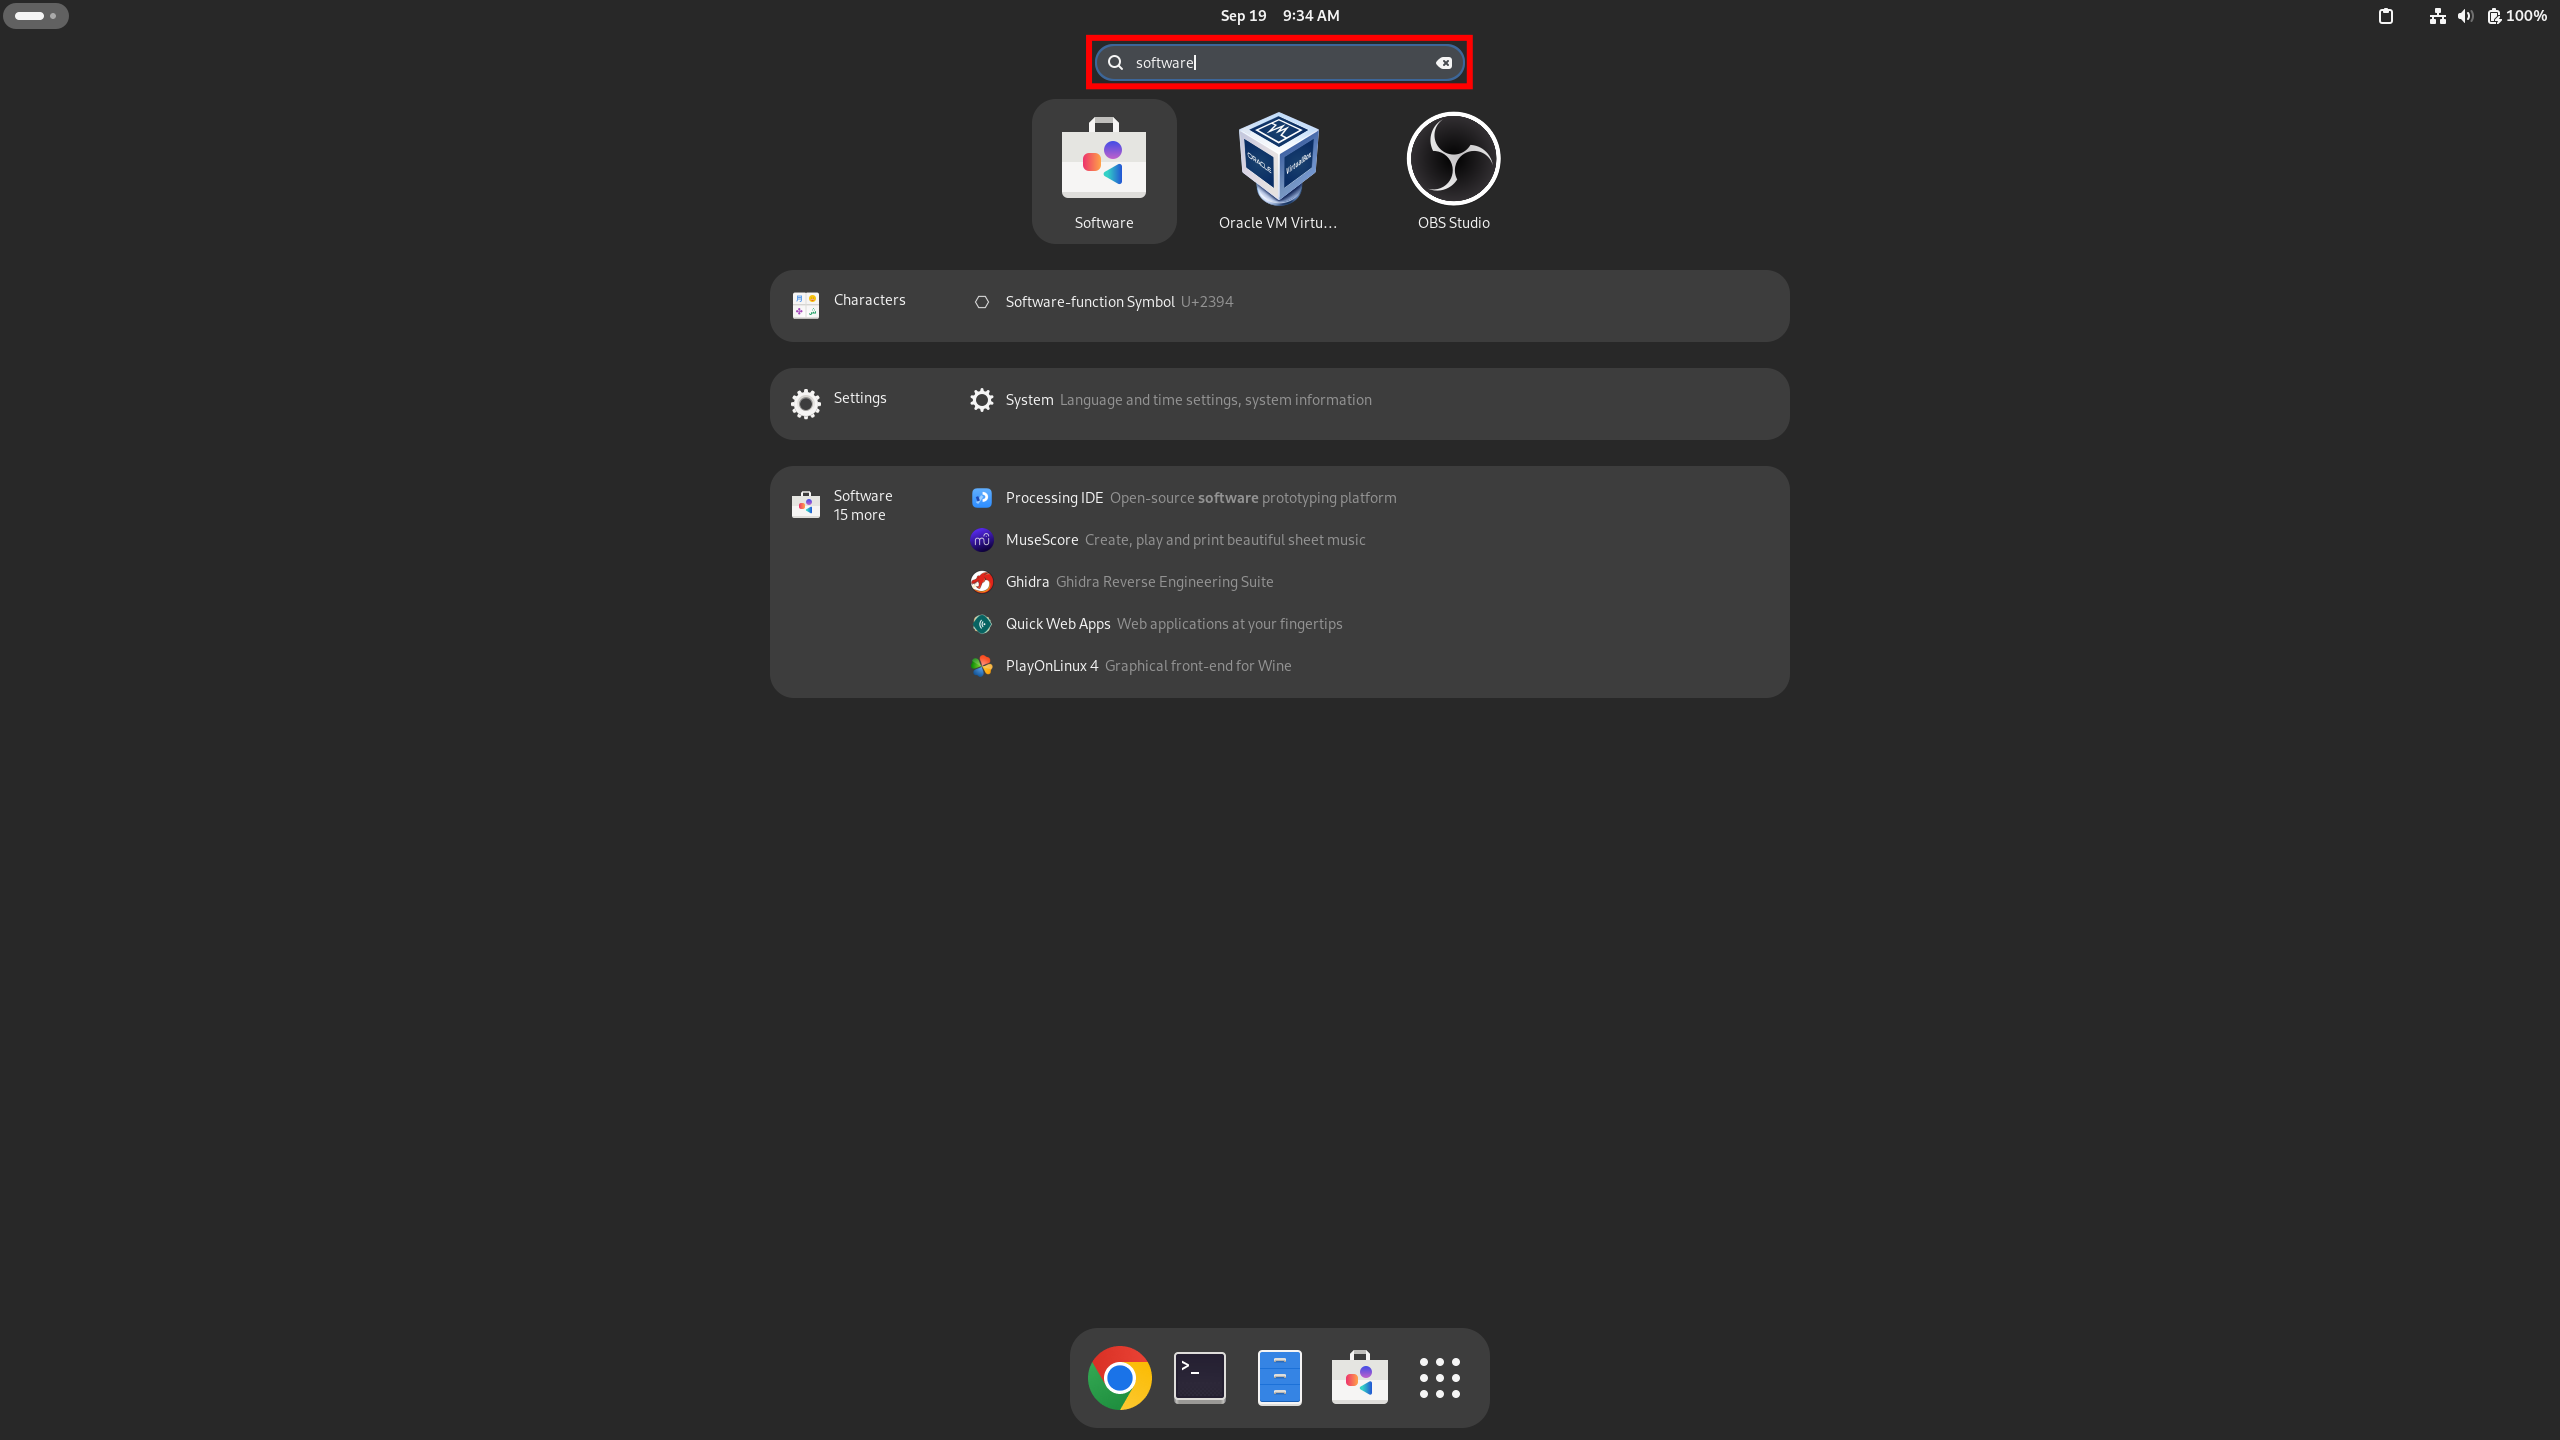 Sep 19 9:34 AM
100%
software
Software
Oracle VM Virtu...
OBS Studio
Characters
Software-function Symbol U+2394
Settings
System Language and time settings, system information
Software
15 more
Processing IDE Open-source software prototyping platform
MuseScore Create, play and print beautiful sheet music
Ghidra Ghidra Reverse Engineering Suite
Quick Web Apps Web applications at your fingertips
PlayOnLinux 4 Graphical front-end for Wine